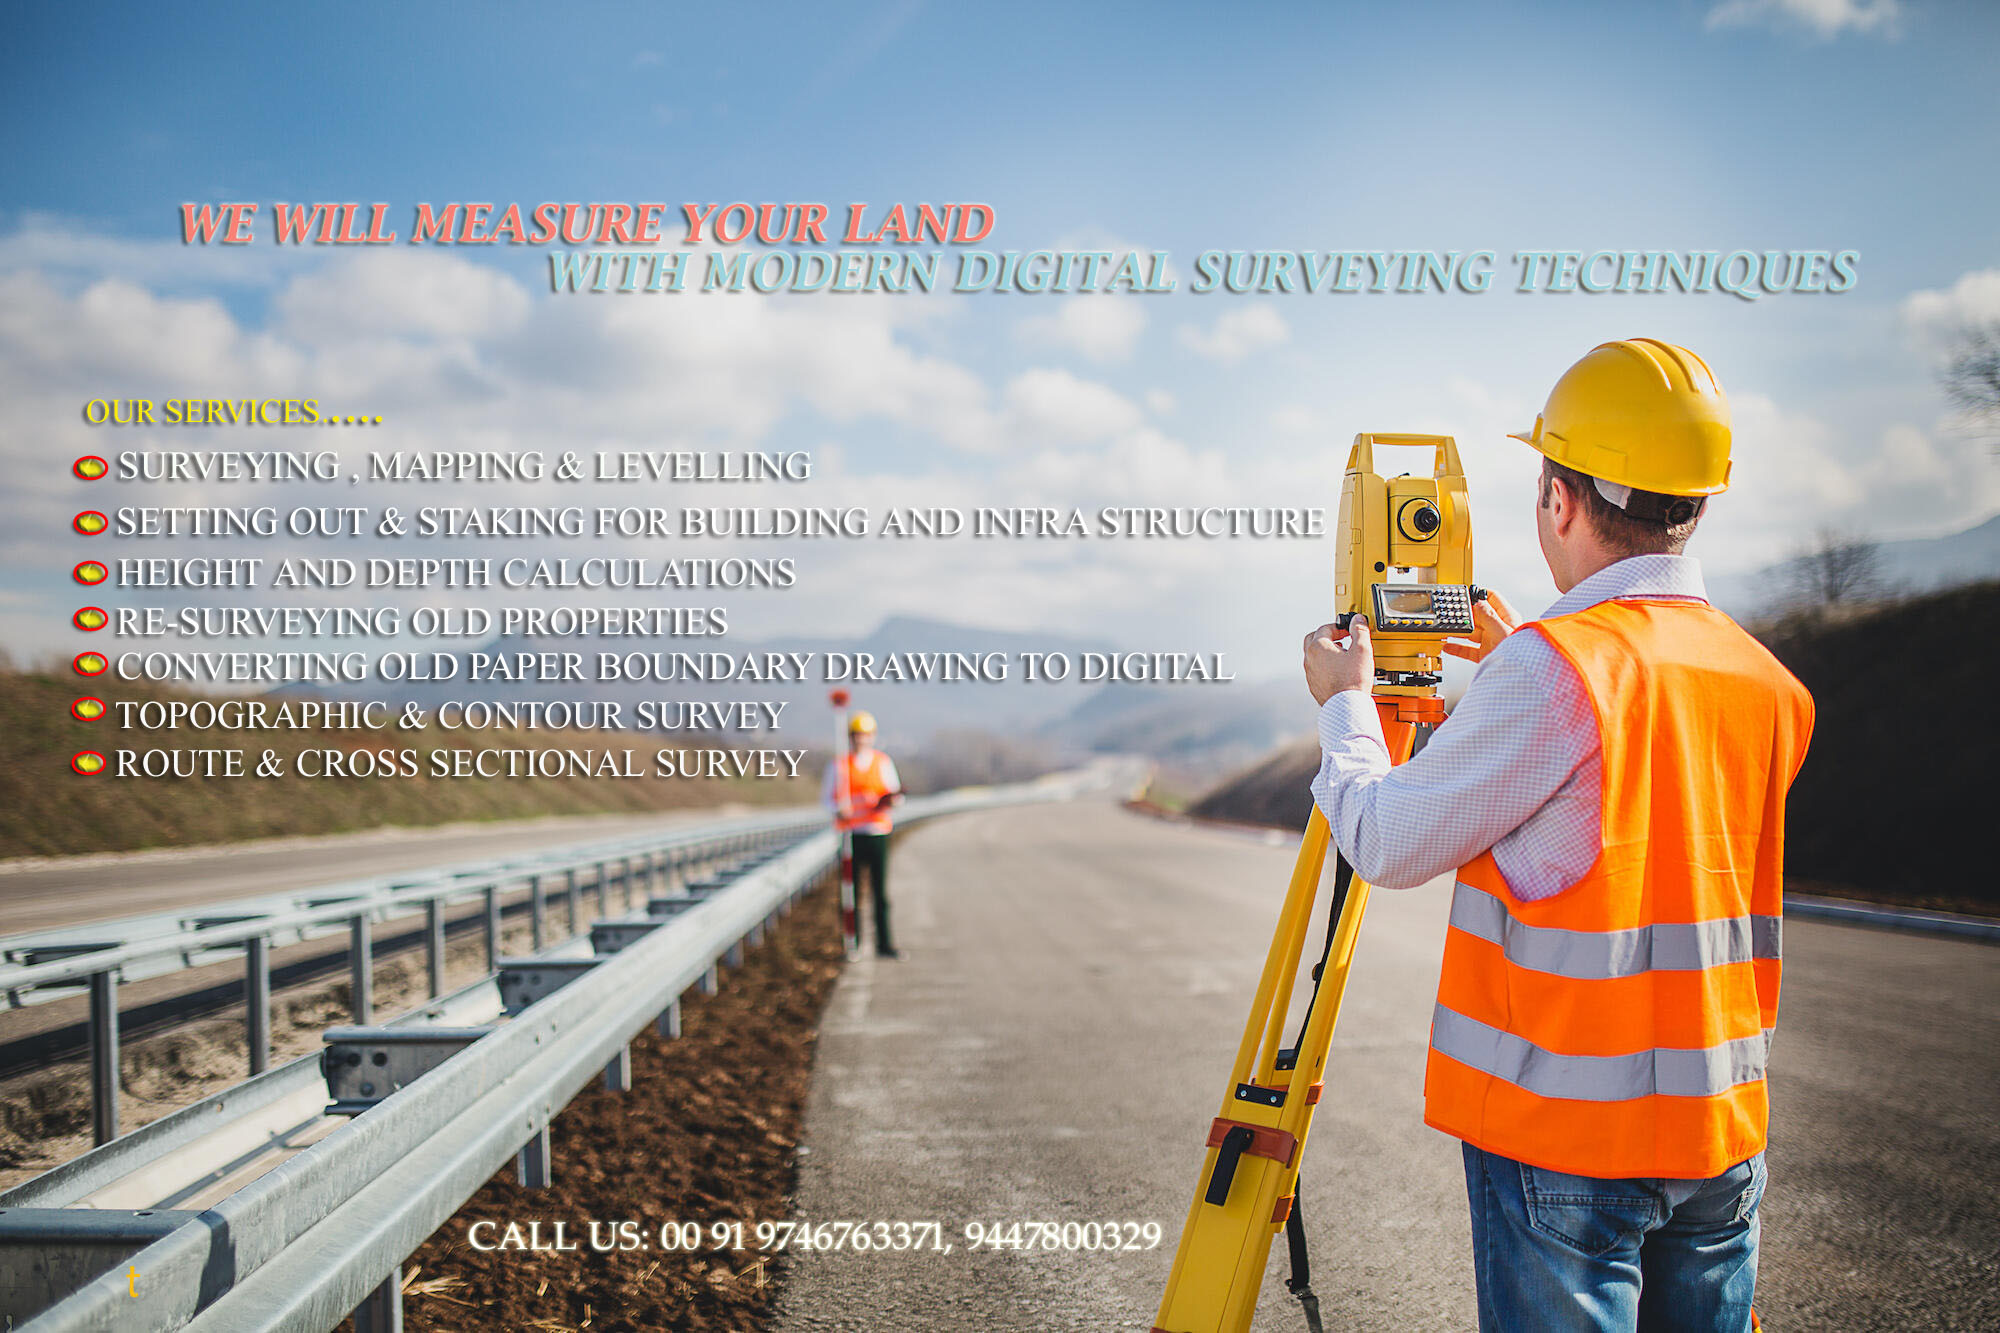 WE WILL MEASURE YOUR LAND
WITH MODERN DIGITAL SURVEYING TECHNIQUES
OUR SERVICES.....
SURVEYING , MAPPING & LEVELLING
SETTING OUT & STAKING FOR BUILDING AND INFRA STRUCTURE
HEIGHT AND DEPTH CALCULATIONS
RE-SURVEYING OLD PROPERTIES
CONVERTING OLD PAPER BOUNDARY DRAWING TO DIGITAL
TOPOGRAPHIC & CONTOUR SURVEY
ROUTE & CROSS SECTIONAL SURVEY
CALL US: 00 91 9746763371, 9447800329
t